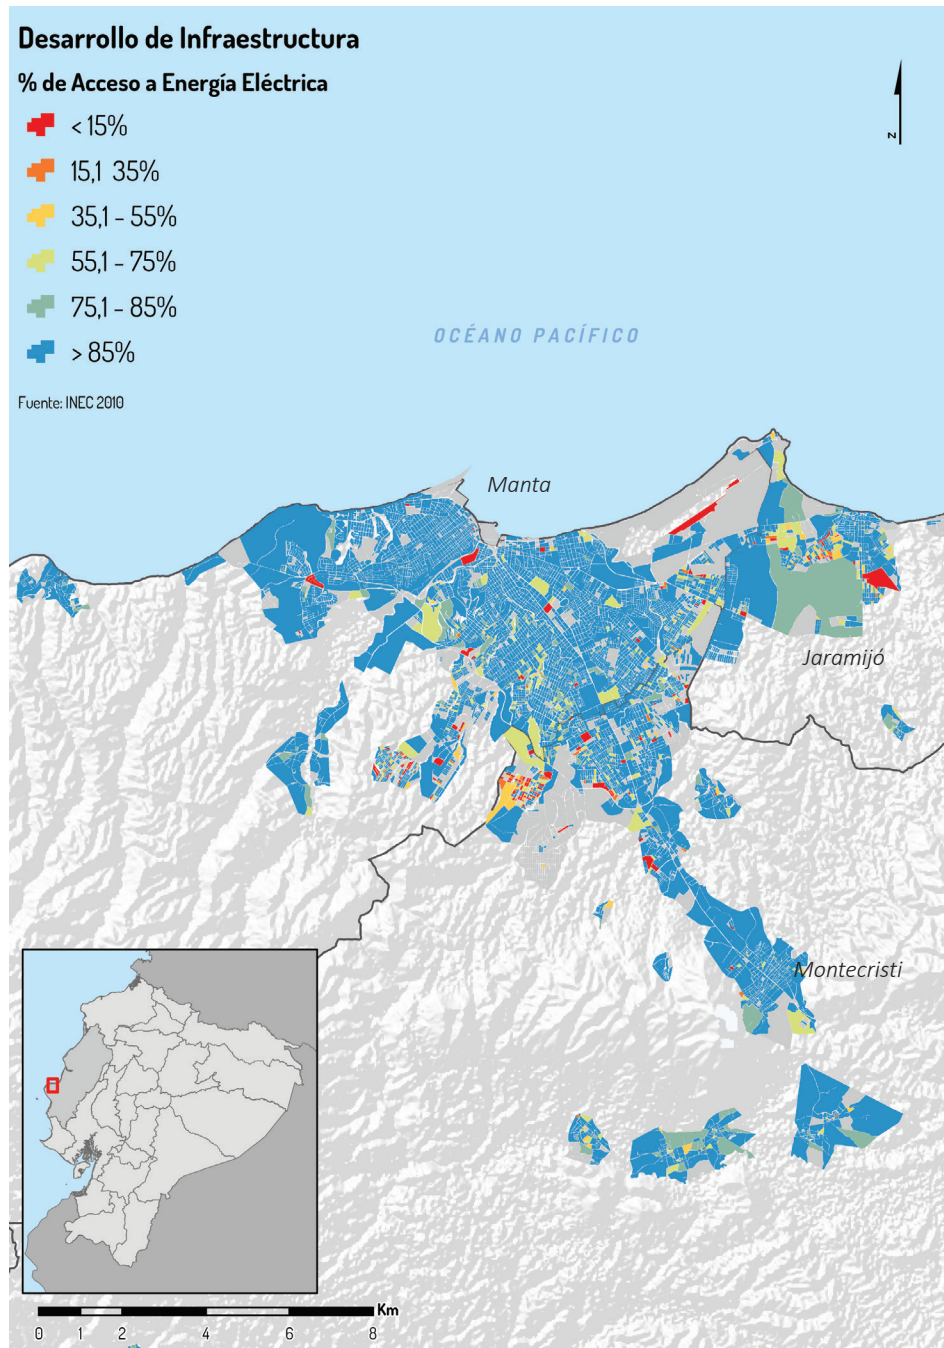 Desarrollo de Infraestructura
% de Acceso a Energía Eléctrica
< 15%
15,1 35%
35,1 - 55%
55,1 - 75%
75,1 - 85%
> 85%
Fuente: INEC 2010
N
OCÉANO PACÍFICO
Manta
Jaramijó
Montecristi
Km
0 1 2 4 6 8